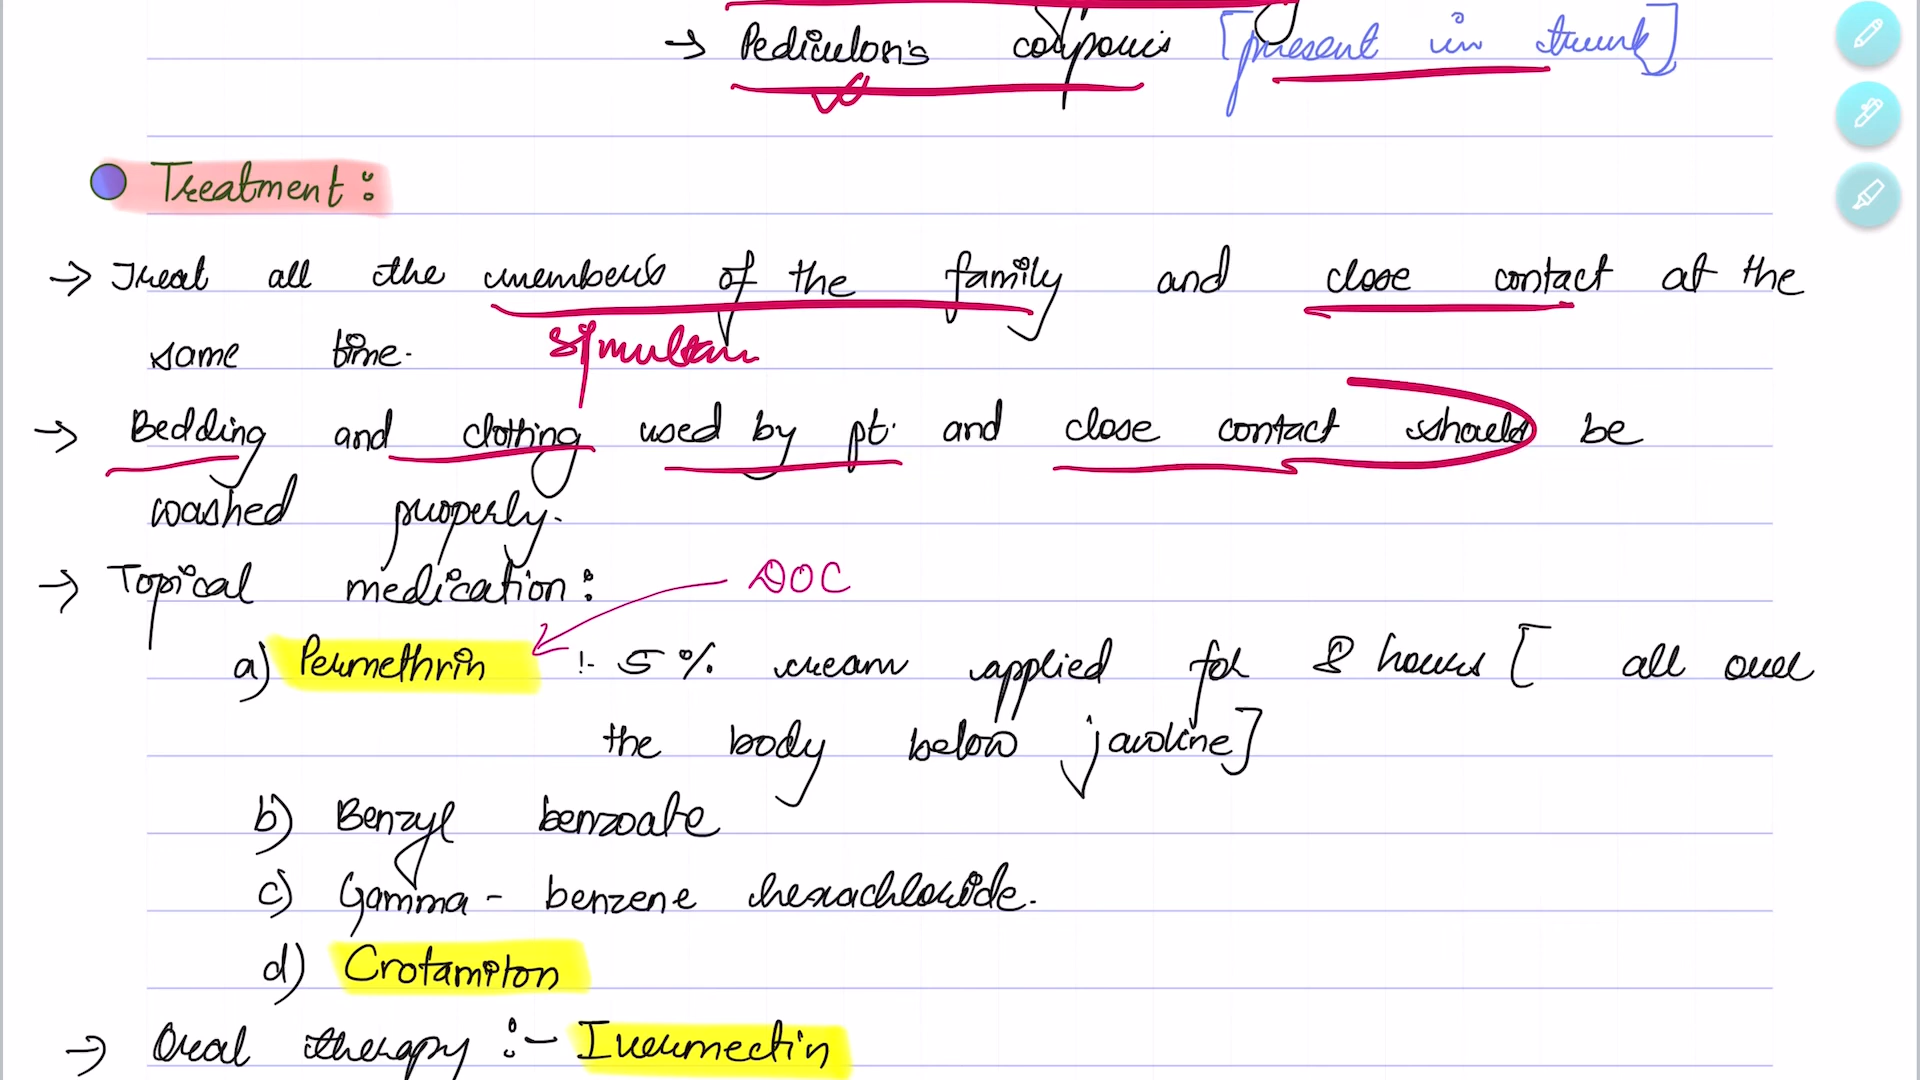 → Pediculosis corporis [present in trunk]
Treatment:
→ Treat all the members of the family and close contact at the
same time. Simultan
→ Bedding and clothing used by pt. and close contact should be
washed properly.
→ Topical medication: DOC
a) Permethrin :- 5% cream applied for 8 hours [all over
the body below jawline]
b) Benzyl benzoate
c) Gamma-benzene hexachloride.
d) Crotamiton
→ Oral therapy :- Ivermectin